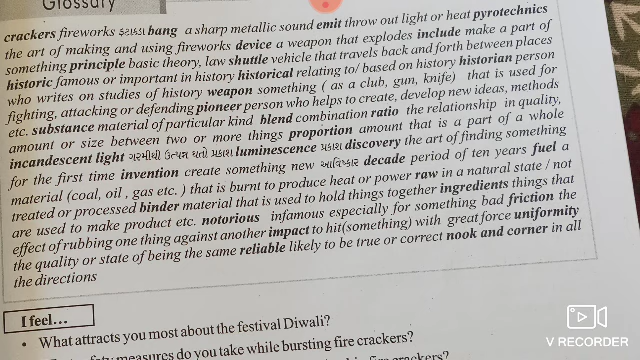 Glossary
crackers fireworks ફટાકડા bang a sharp metallic sound emit throw out light or heat pyrotechnics
the art of making and using fireworks device a weapon that explodes include make a part of
something principle basic theory, law shuttle vehicle that travels back and forth between places
historic famous or important in history historical relating to/ based on history historian person
who writes on studies of history weapon something ( as a club, gun, knife) that is used for
fighting, attacking or defending pioneer person who helps to create, develop new ideas, methods
etc. substance material of particular kind blend combination ratio the relationship in quality,
amount or size between two or more things proportion amount that is a part of a whole
incandescent light ગરમીથી ઉત્પન્ન થતો પ્રકાશ luminescence પ્રકાશ discovery the art of finding something
for the first time invention create something new આવિષ્કાર decade period of ten years fuel a
material (coal, oil , gas etc. ) that is burnt to produce heat or power raw in a natural state / not
treated or processed binder material that is used to hold things together ingredients things that
are used to make product etc. notorious infamous especially for something bad friction the
effect of rubbing one thing against another impact to hit(something) with great force uniformity
the quality or state of being the same reliable likely to be true or correct nook and corner in all
the directions
I feel...
• What attracts you most about the festival Diwali?
measures do you take while bursting fire crackers?
crackers?
V RECORDER